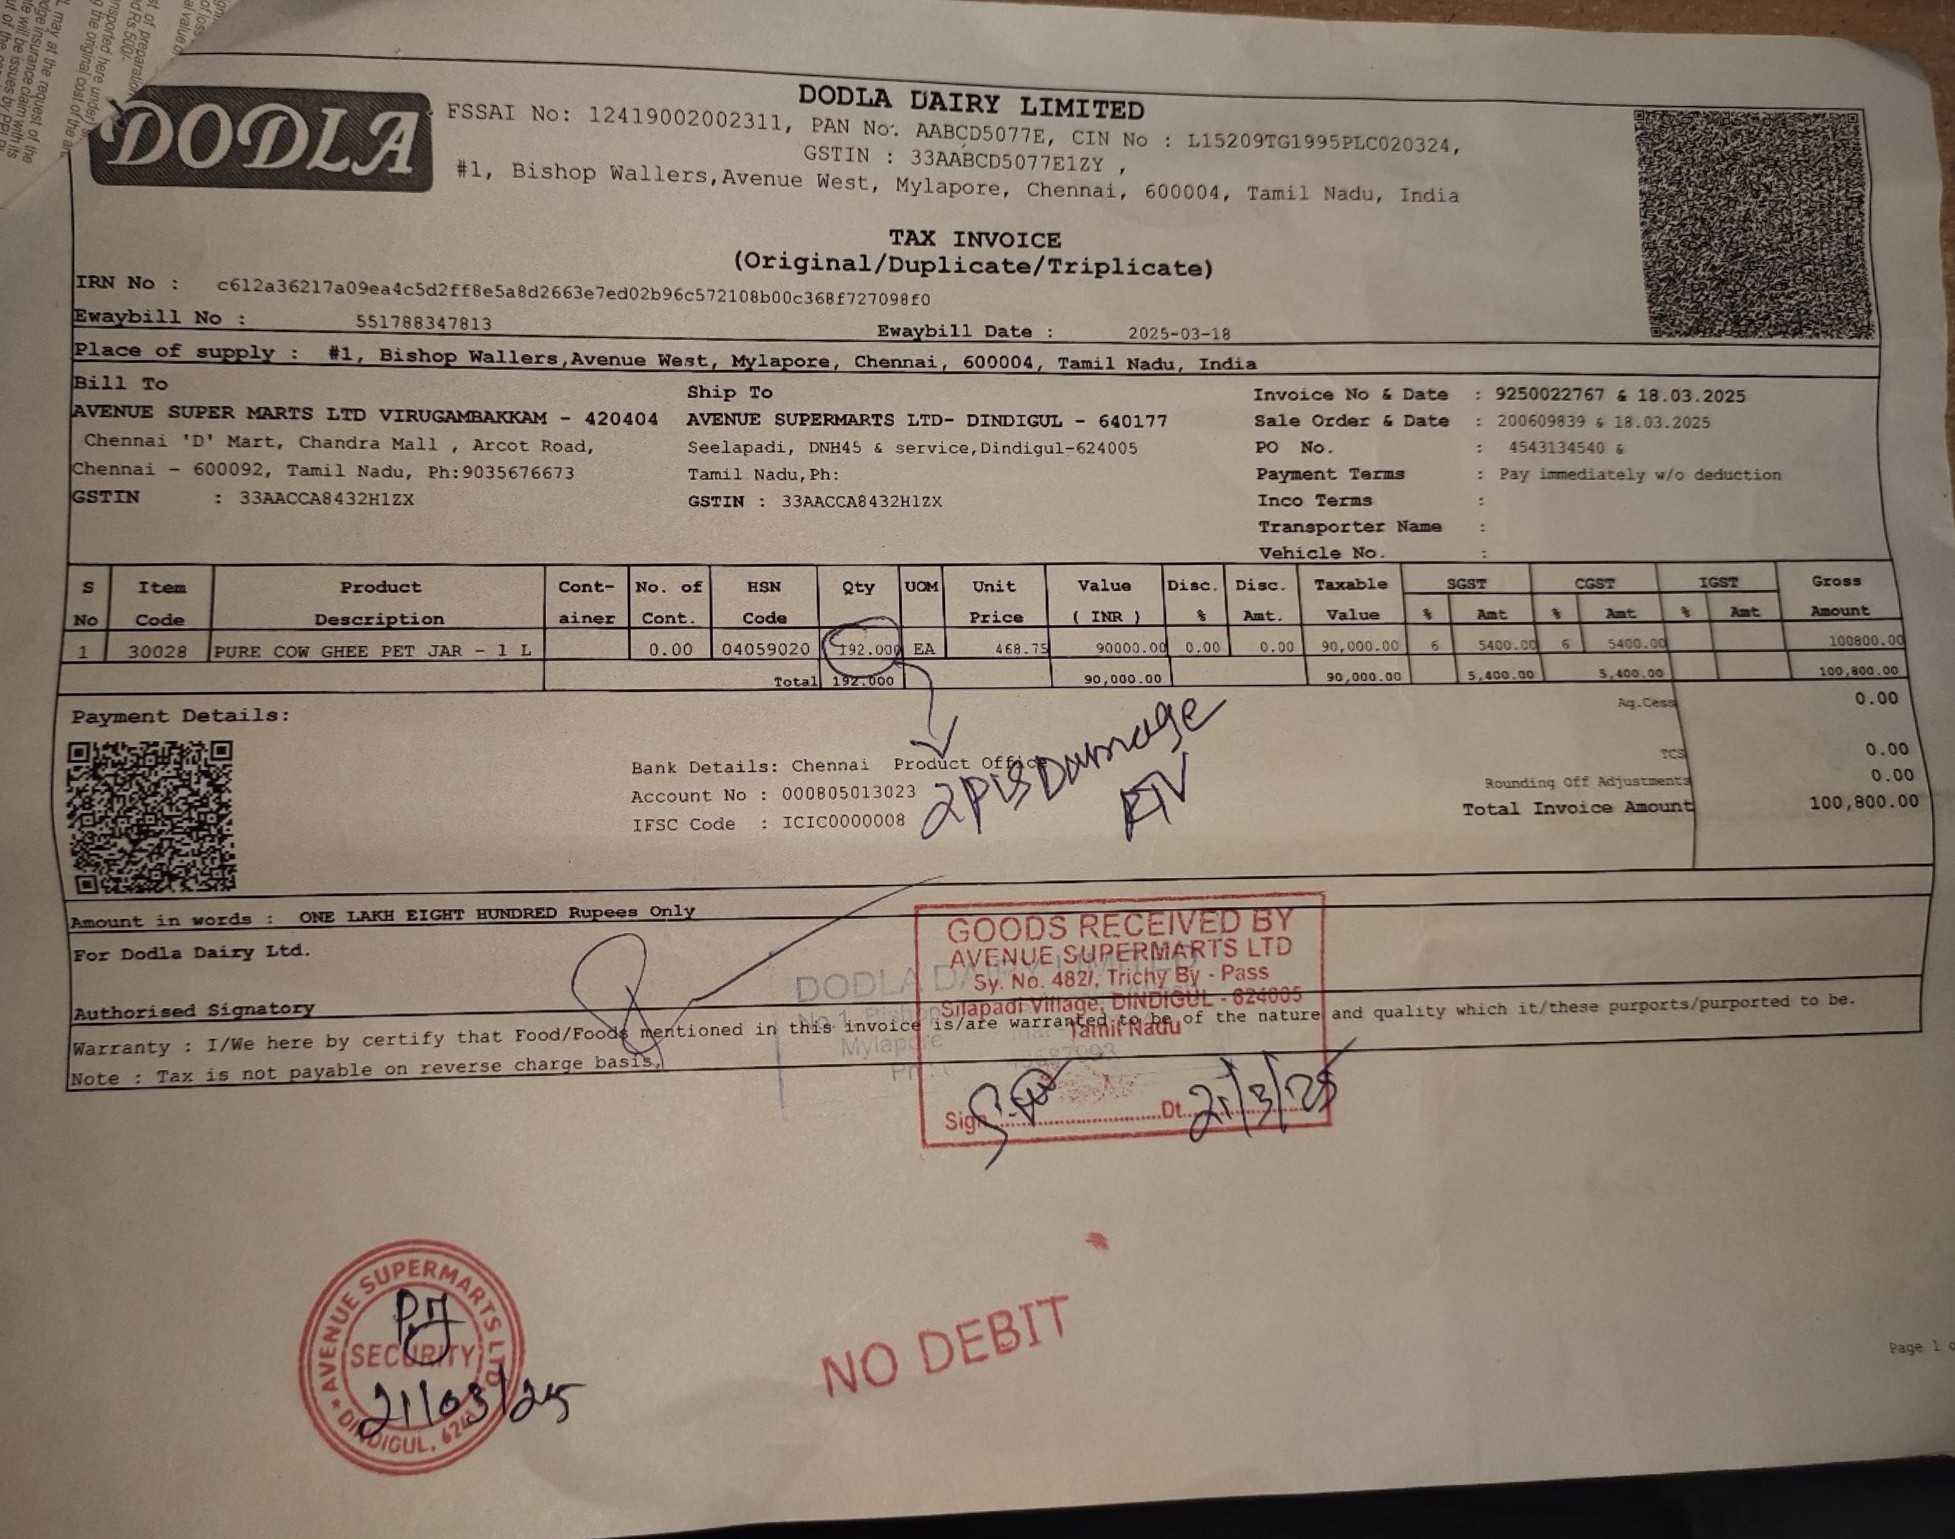 DODLA
DODLA DAIRY LIMITED
FSSAI No: 12419002002311, PAN No: AABCD5077E, CIN No : L15209TG1995PLC020324,
GSTIN : 33AABCD5077E1ZY ,
#1, Bishop Wallers,Avenue West, Mylapore, Chennai, 600004, Tamil Nadu, India
TAX INVOICE
(Original/Duplicate/Triplicate)
IRN No : c612a36217a09ea4c5d2ff8e5a8d2663e7ed02b96c572108b00c368f727098f0
Ewaybill No : 551788347813 Ewaybill Date : 2025-03-18
Place of supply : #1, Bishop Wallers,Avenue West, Mylapore, Chennai, 600004, Tamil Nadu, India
Bill To
AVENUE SUPER MARTS LTD VIRUGAMBAKKAM - 420404
Chennai 'D' Mart, Chandra Mall , Arcot Road,
Chennai - 600092, Tamil Nadu, Ph:9035676673
GSTIN : 33AACCA8432H1ZX
Ship To
AVENUE SUPERMARTS LTD- DINDIGUL - 640177
Seelapadi, DNH45 & service,Dindigul-624005
Tamil Nadu,Ph:
GSTIN : 33AACCA8432H1ZX
Invoice No & Date : 9250022767 & 18.03.2025
Sale Order & Date : 200609839 & 18.03.2025
PO No. : 4543134540 &
Payment Terms : Pay immediately w/o deduction
Inco Terms :
Transporter Name :
Vehicle No. :
S No Item Code Product Description Cont-ainer No. of Cont. HSN Code Qty UOM Unit Price Value ( INR ) Disc. % Disc. Amt. Taxable Value SGST % Amt CGST % Amt IGST % Amt Gross Amount
1 30028 PURE COW GHEE PET JAR - 1 L 0.00 04059020 192.000 EA 468.75 90000.00 0.00 0.00 90,000.00 6 5400.00 6 5400.00 100800.00
Total 192.000 90,000.00 90,000.00 5,400.00 5,400.00 100,800.00
Payment Details:
Bank Details: Chennai Product Office
Account No : 000805013023
IFSC Code : ICIC0000008
2 Pcs Damage
RTV
Ag.Cess 0.00
TCS 0.00
Rounding Off Adjustments 0.00
Total Invoice Amount 100,800.00
Amount in words : ONE LAKH EIGHT HUNDRED Rupees Only
For Dodla Dairy Ltd.
Authorised Signatory
Warranty : I/We here by certify that Food/Foods mentioned in this invoice is/are warranted to be of the nature and quality which it/these purports/purported to be.
Note : Tax is not payable on reverse charge basis.
GOODS RECEIVED BY
AVENUE SUPERMARTS LTD
Sy. No. 482/, Trichy By - Pass
Silapadi Village, DINDIGUL - 624005
Tamil Nadu
Sign Dt 21/3/25
AVENUE SUPERMARTS LTD
SECURITY
21/03/25
DINDIGUL,
NO DEBIT
Page 1